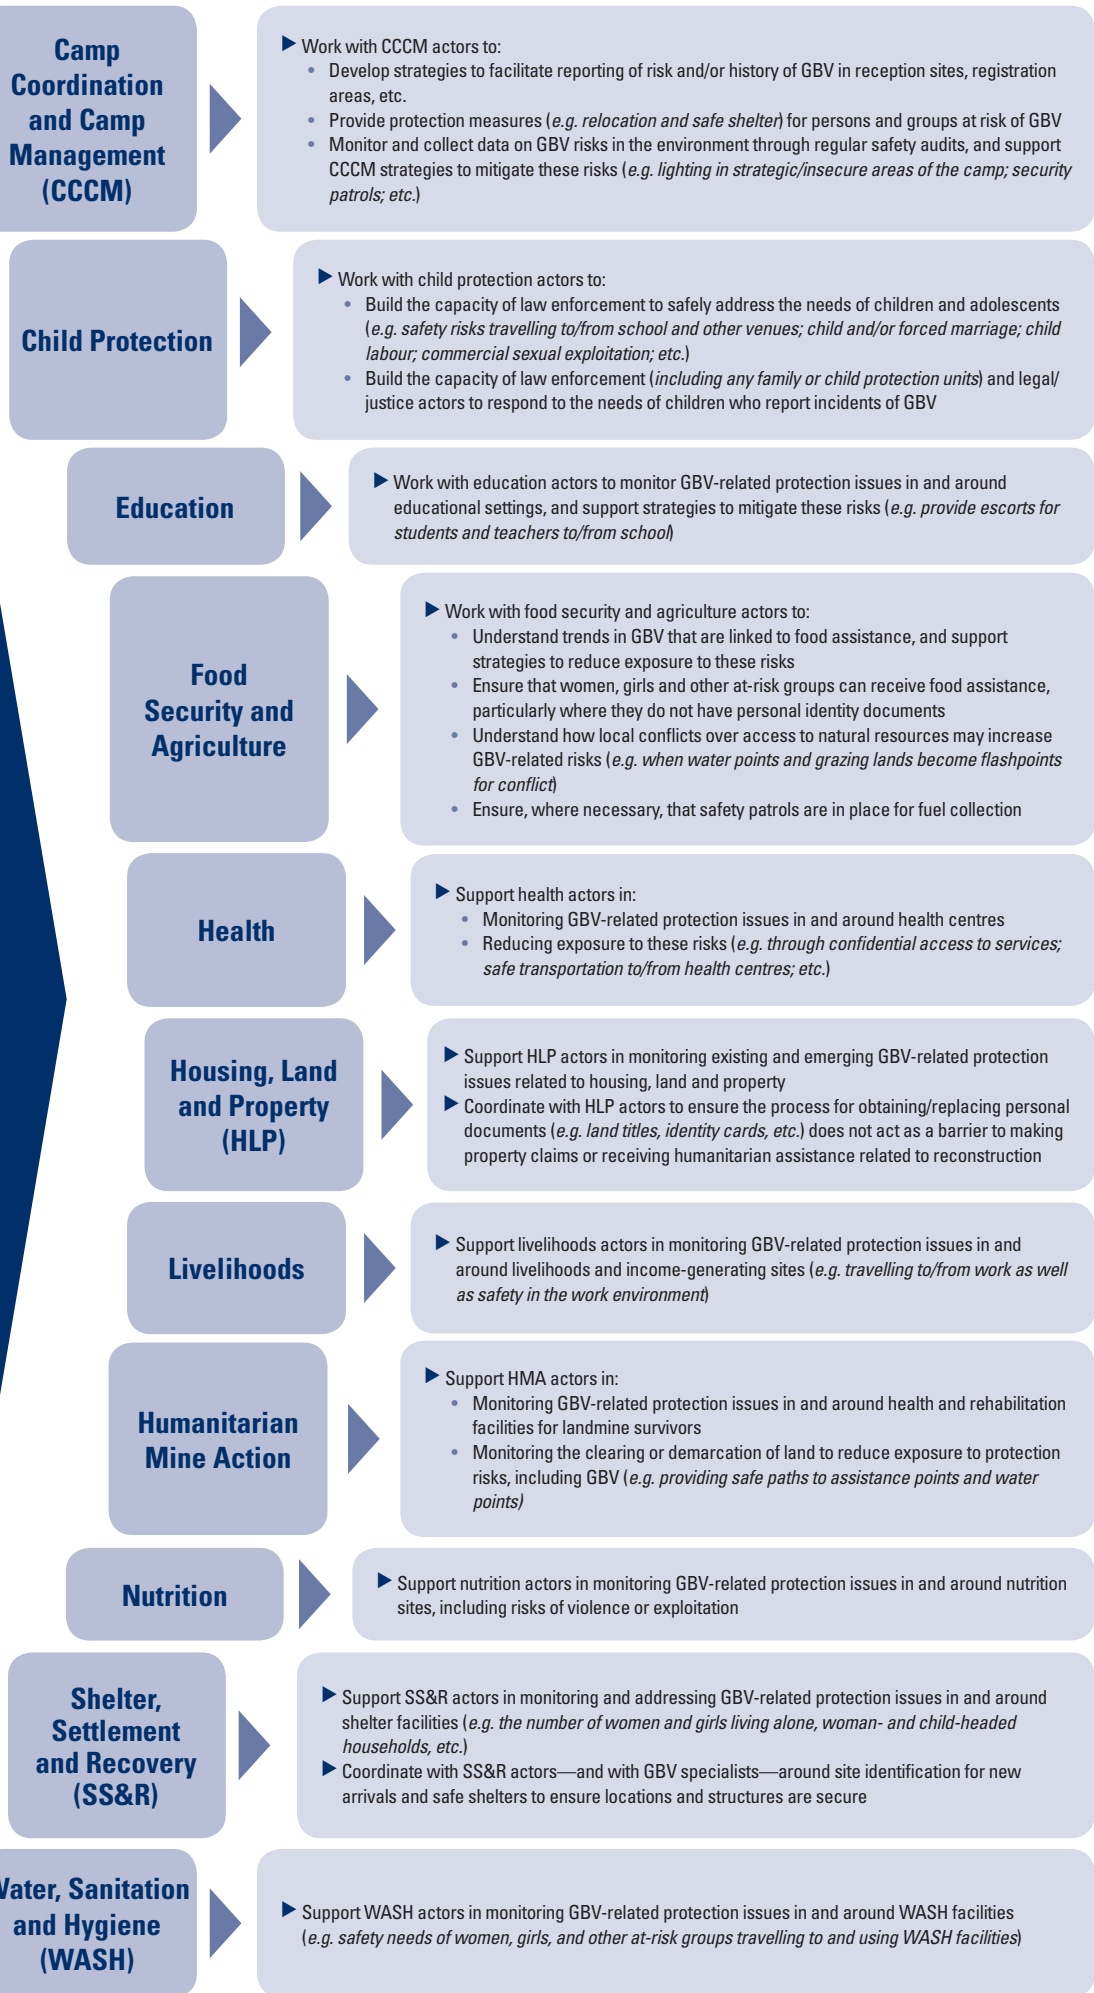 Camp
Coordination
and Camp
Management
(CCCM)
▶ Work with CCCM actors to:
• Develop strategies to facilitate reporting of risk and/or history of GBV in reception sites, registration
areas, etc.
• Provide protection measures (e.g. relocation and safe shelter) for persons and groups at risk of GBV
• Monitor and collect data on GBV risks in the environment through regular safety audits, and support
CCCM strategies to mitigate these risks (e.g. lighting in strategic/insecure areas of the camp; security
patrols; etc.)
Child Protection
▶ Work with child protection actors to:
• Build the capacity of law enforcement to safely address the needs of children and adolescents
(e.g. safety risks travelling to/from school and other venues; child and/or forced marriage; child
labour; commercial sexual exploitation; etc.)
• Build the capacity of law enforcement (including any family or child protection units) and legal/
justice actors to respond to the needs of children who report incidents of GBV
Education
▶ Work with education actors to monitor GBV-related protection issues in and around
educational settings, and support strategies to mitigate these risks (e.g. provide escorts for
students and teachers to/from school)
Food
Security and
Agriculture
▶ Work with food security and agriculture actors to:
• Understand trends in GBV that are linked to food assistance, and support
strategies to reduce exposure to these risks
• Ensure that women, girls and other at-risk groups can receive food assistance,
particularly where they do not have personal identity documents
• Understand how local conflicts over access to natural resources may increase
GBV-related risks (e.g. when water points and grazing lands become flashpoints
for conflict)
• Ensure, where necessary, that safety patrols are in place for fuel collection
Health
▶ Support health actors in:
• Monitoring GBV-related protection issues in and around health centres
• Reducing exposure to these risks (e.g. through confidential access to services;
safe transportation to/from health centres; etc.)
Housing, Land
and Property
(HLP)
▶ Support HLP actors in monitoring existing and emerging GBV-related protection
issues related to housing, land and property
▶ Coordinate with HLP actors to ensure the process for obtaining/replacing personal
documents (e.g. land titles, identity cards, etc.) does not act as a barrier to making
property claims or receiving humanitarian assistance related to reconstruction
Livelihoods
▶ Support livelihoods actors in monitoring GBV-related protection issues in and
around livelihoods and income-generating sites (e.g. travelling to/from work as well
as safety in the work environment)
Humanitarian
Mine Action
▶ Support HMA actors in:
• Monitoring GBV-related protection issues in and around health and rehabilitation
facilities for landmine survivors
• Monitoring the clearing or demarcation of land to reduce exposure to protection
risks, including GBV (e.g. providing safe paths to assistance points and water
points)
Nutrition
▶ Support nutrition actors in monitoring GBV-related protection issues in and around nutrition
sites, including risks of violence or exploitation
Shelter,
Settlement
and Recovery
(SS&R)
▶ Support SS&R actors in monitoring and addressing GBV-related protection issues in and around
shelter facilities (e.g. the number of women and girls living alone, woman- and child-headed
households, etc.)
▶ Coordinate with SS&R actors—and with GBV specialists—around site identification for new
arrivals and safe shelters to ensure locations and structures are secure
Water, Sanitation
and Hygiene
(WASH)
▶ Support WASH actors in monitoring GBV-related protection issues in and around WASH facilities
(e.g. safety needs of women, girls, and other at-risk groups travelling to and using WASH facilities)